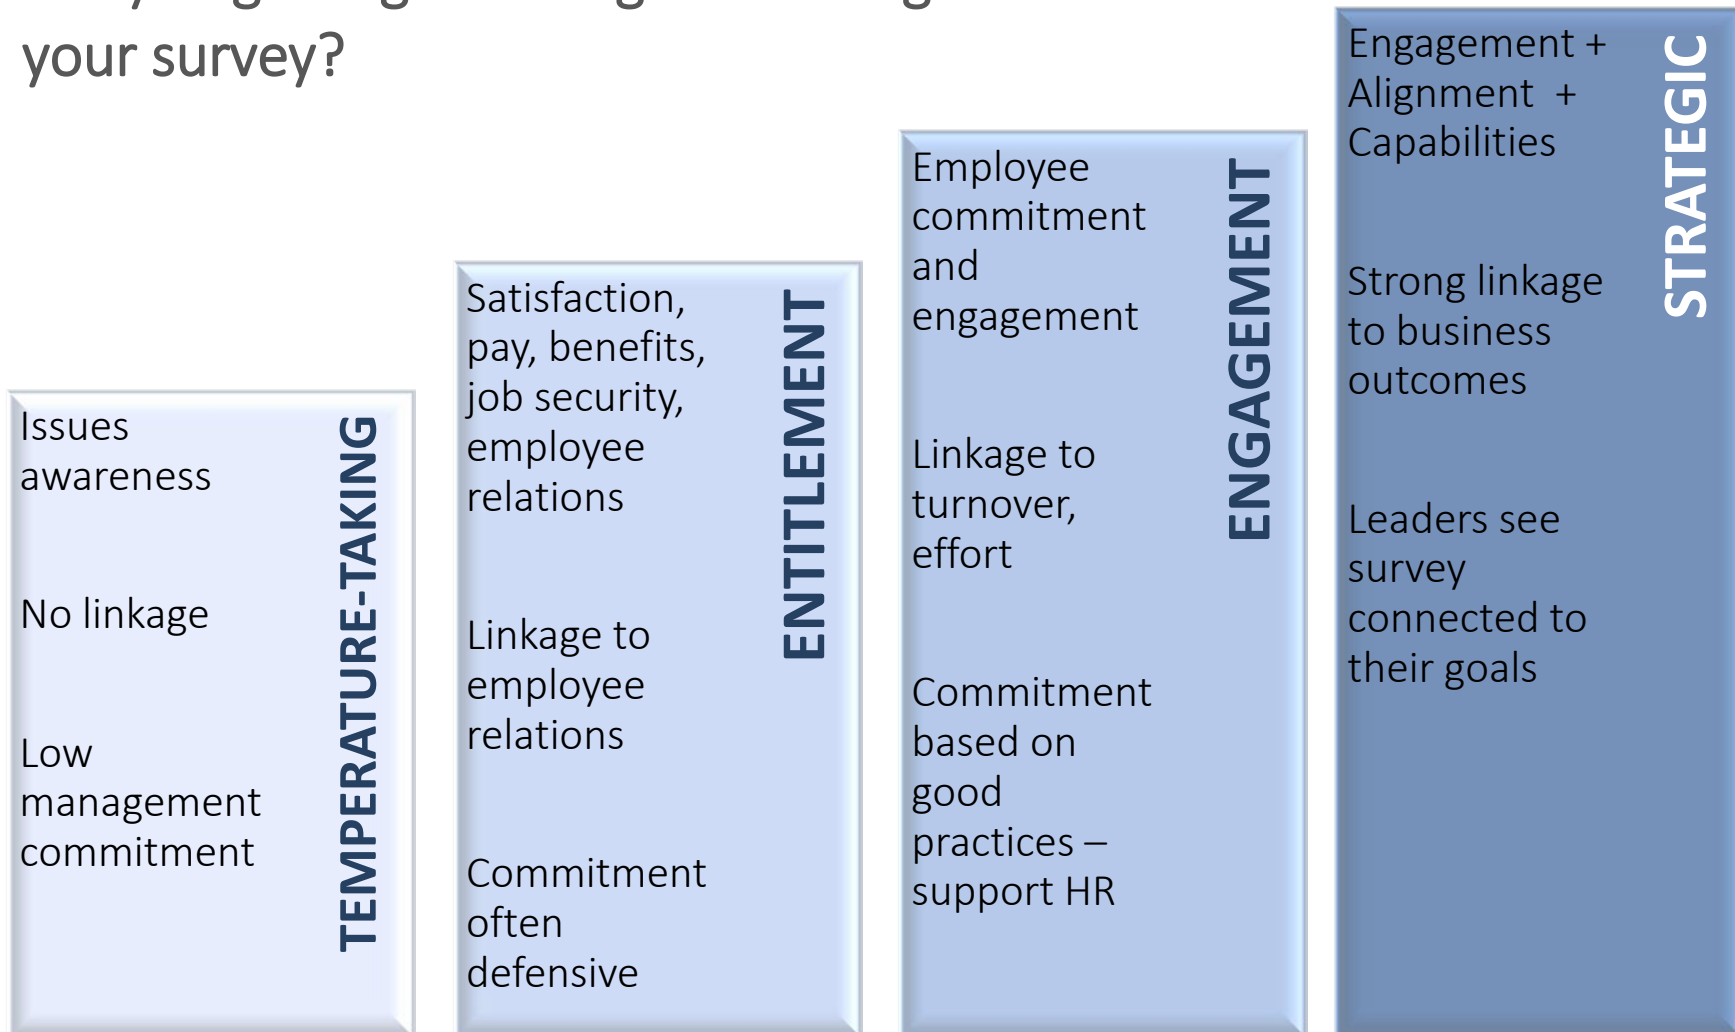 your survey?
Issues
awareness
No linkage
Low
management
commitment
TEMPERATURE-TAKING
Satisfaction,
pay, benefits,
job security,
employee
relations
Linkage to
employee
relations
Commitment
often
defensive
ENTITLEMENT
Employee
commitment
and
engagement
Linkage to
turnover,
effort
Commitment
based on
good
practices –
support HR
ENGAGEMENT
Engagement +
Alignment +
Capabilities
Strong linkage
to business
outcomes
Leaders see
survey
connected to
their goals
STRATEGIC